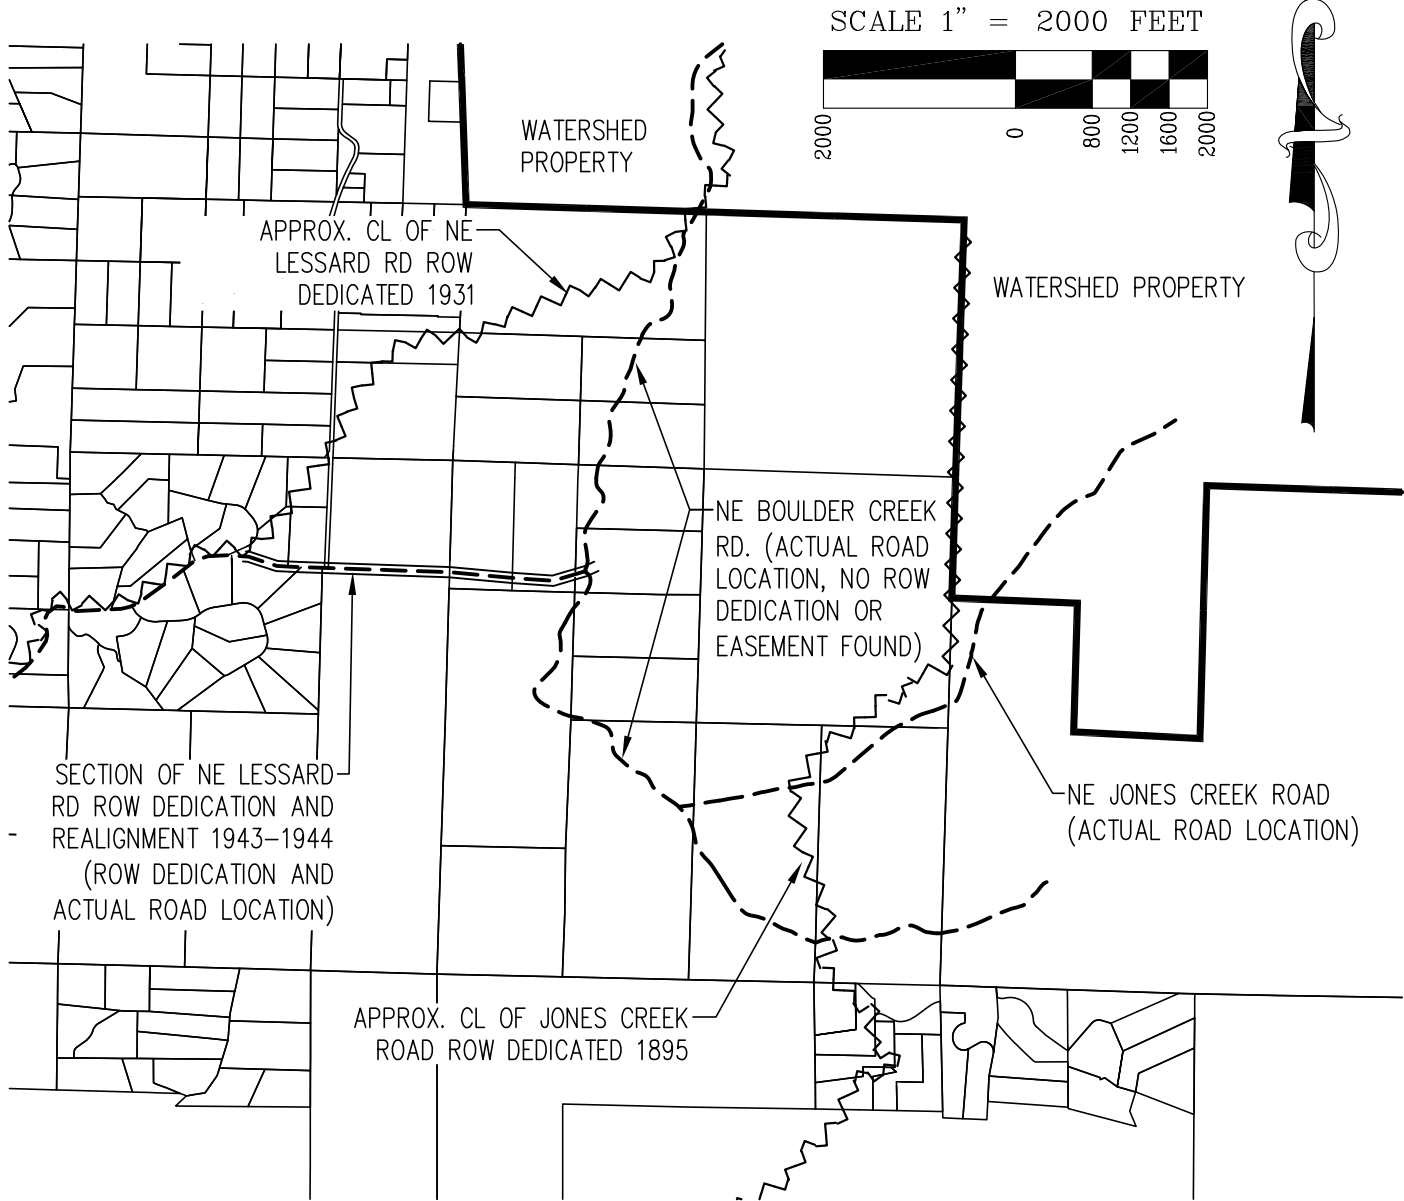 SCALE 1" = 2000 FEET
2000
0
800
1200
1600
2000
WATERSHED
PROPERTY
APPROX. CL OF NE
LESSARD RD ROW
DEDICATED 1931
WATERSHED PROPERTY
NE BOULDER CREEK
RD. (ACTUAL ROAD
LOCATION, NO ROW
DEDICATION OR
EASEMENT FOUND)
SECTION OF NE LESSARD
RD ROW DEDICATION AND
REALIGNMENT 1943–1944
(ROW DEDICATION AND
ACTUAL ROAD LOCATION)
NE JONES CREEK ROAD
(ACTUAL ROAD LOCATION)
APPROX. CL OF JONES CREEK
ROAD ROW DEDICATED 1895